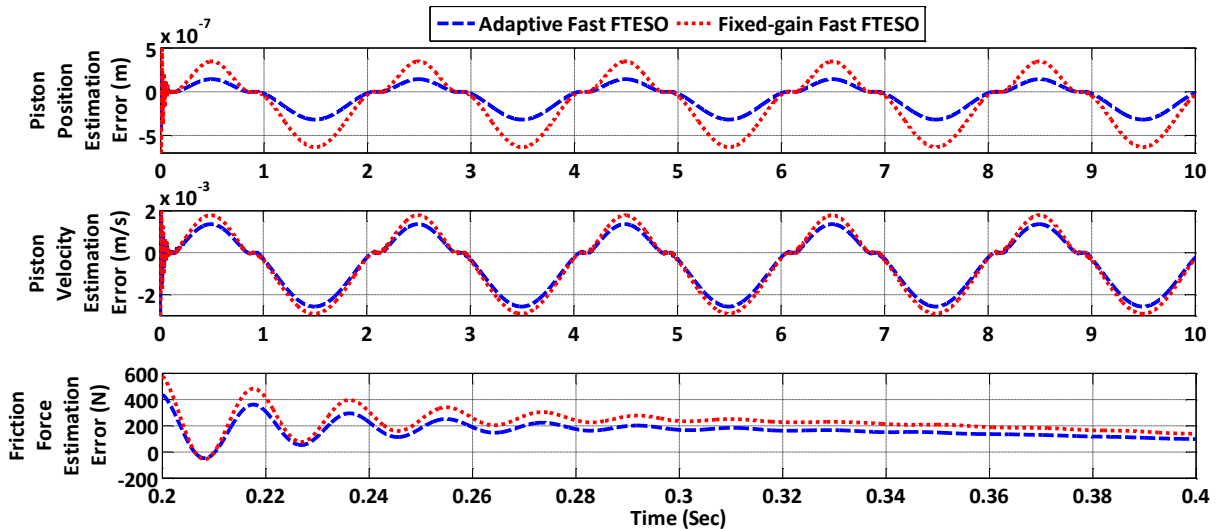 Adaptive Fast FTESO Fixed-gain Fast FTESO
x 10^-7
Piston
Position
Estimation
Error (m)
5
0
-5
0 1 2 3 4 5 6 7 8 9 10
x 10^-3
Piston
Velocity
Estimation
Error (m/s)
2
0
-2
0 1 2 3 4 5 6 7 8 9 10
Friction
Force
Estimation
Error (N)
600
400
200
0
-200
0.2 0.22 0.24 0.26 0.28 0.3 0.32 0.34 0.36 0.38 0.4
Time (Sec)